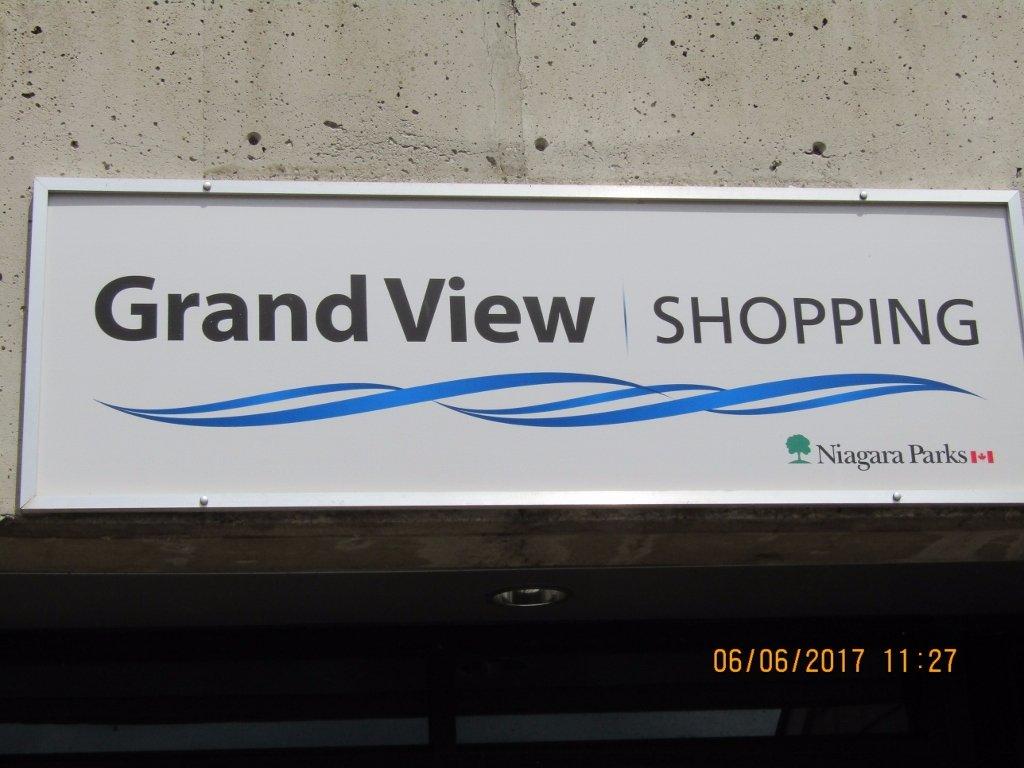 Grand View | SHOPPING
Niagara Parks
06/06/2017 11:27